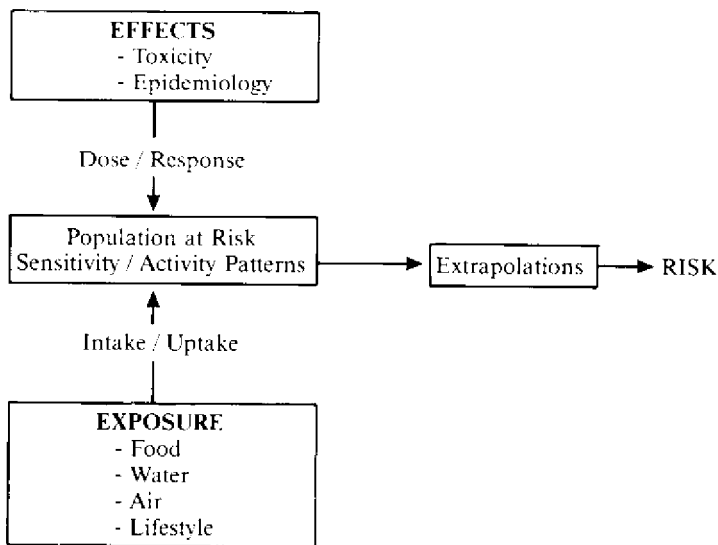 EFFECTS
- Toxicity
- Epidemiology
Dose / Response
Population at Risk
Sensitivity / Activity Patterns
Extrapolations
RISK
Intake / Uptake
EXPOSURE
- Food
- Water
- Air
- Lifestyle